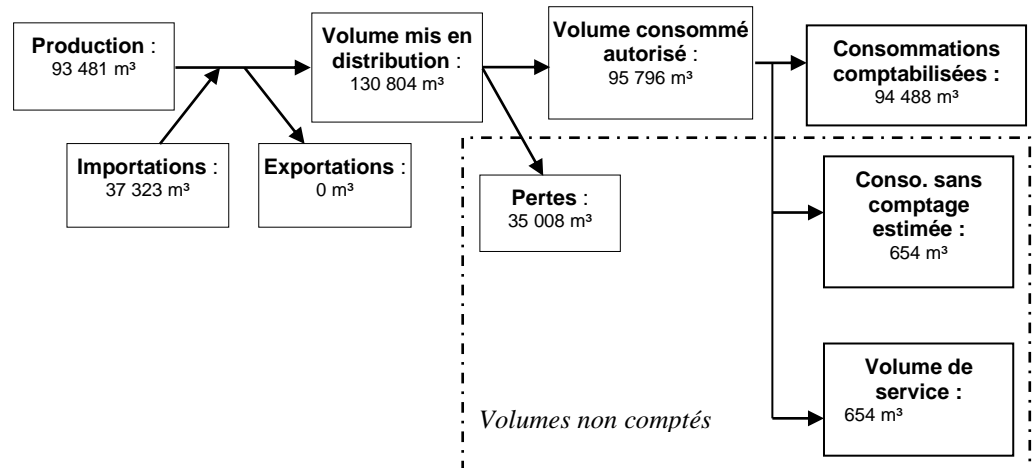 Production :
93 481 m³
Volume mis en
distribution :
130 804 m³
Volume consommé
autorisé :
95 796 m³
Consommations
comptabilisées :
94 488 m³
Importations :
37 323 m³
Exportations :
0 m³
Pertes :
35 008 m³
Conso. sans
comptage
estimée :
654 m³
Volume de
service :
654 m³
Volumes non comptés